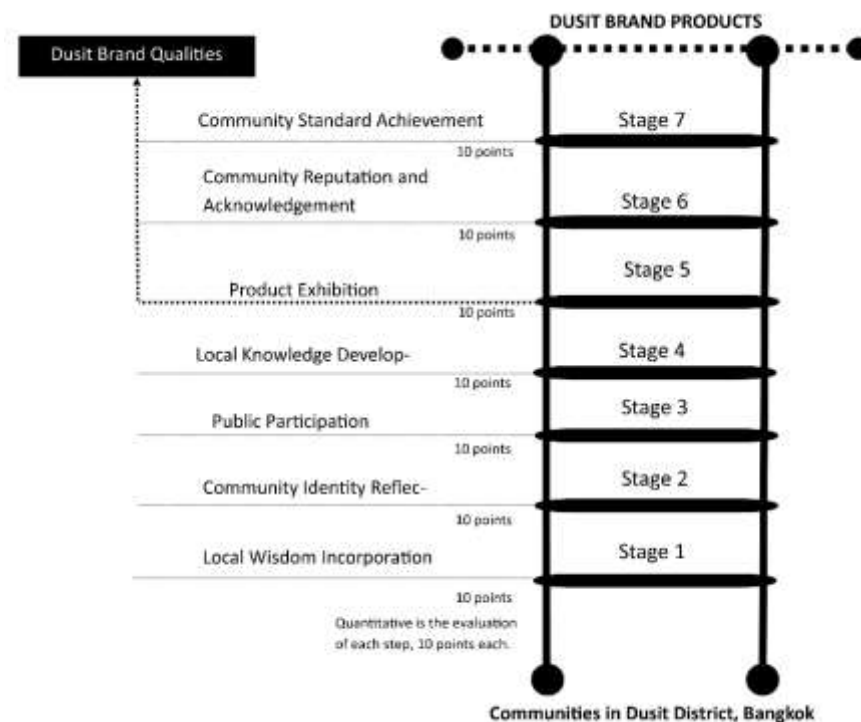 DUSIT BRAND PRODUCTS
Dusit Brand Qualities
Community Standard Achievement
Stage 7
10 points
Community Reputation and
Acknowledgement
Stage 6
10 points
Product Exhibition
Stage 5
10 points
Local Knowledge Develop-
Stage 4
10 points
Public Participation
Stage 3
10 points
Community Identity Reflec-
Stage 2
10 points
Local Wisdom Incorporation
Stage 1
10 points
Quantitative is the evaluation
of each step, 10 points each.
Communities in Dusit District, Bangkok